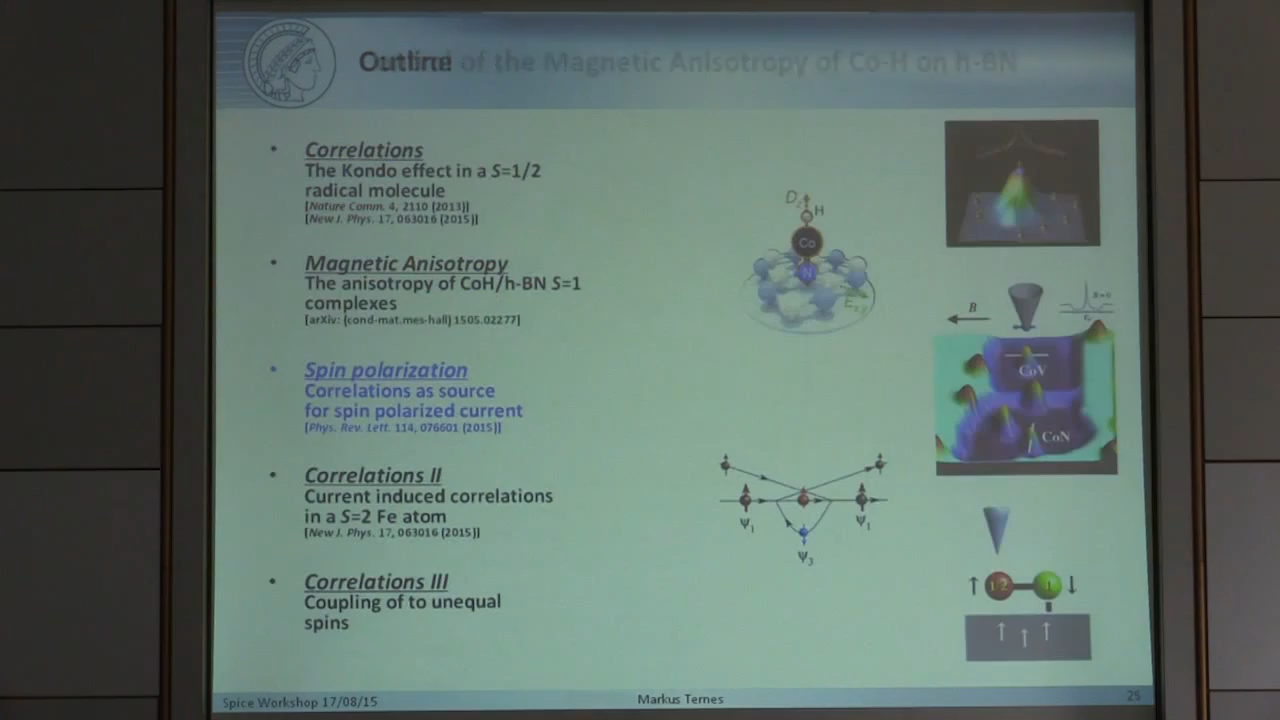 Outline of the Magnetic Anisotropy of Co-H on h-BN
• Correlations
The Kondo effect in a S=1/2
radical molecule
[Nature Comm. 4, 2110 (2013)]
[New J. Phys. 17, 063016 (2015)]
• Magnetic Anisotropy
The anisotropy of CoH/h-BN S=1
complexes
[arXiv: (cond-mat.mes-hall) 1505.02277]
• Spin polarization
Correlations as source
for spin polarized current
[Phys. Rev. Lett. 114, 076601 (2015)]
• Correlations II
Current induced correlations
in a S=2 Fe atom
[New J. Phys. 17, 063016 (2015)]
• Correlations III
Coupling of to unequal
spins
H
Co
N
B
CoV
CoN
Ψ1
Ψ1
Ψ3
Spice Workshop 17/08/15
Markus Ternes
25